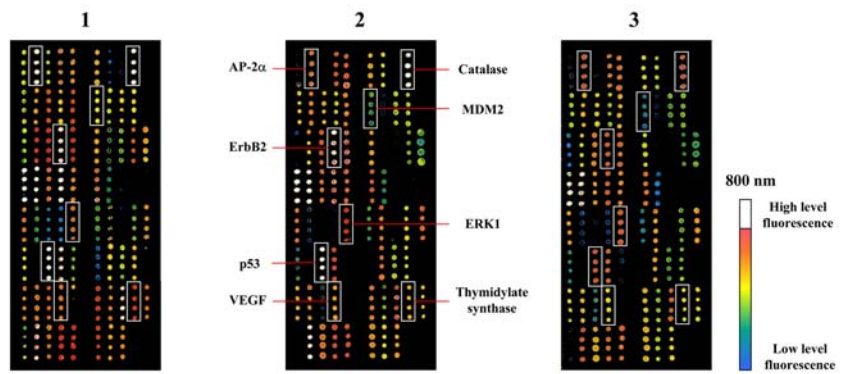 1
2
3
AP-2α
Catalase
MDM2
ErbB2
800 nm
High level
fluorescence
ERK1
p53
VEGF
Thymidylate
synthase
Low level
fluorescence